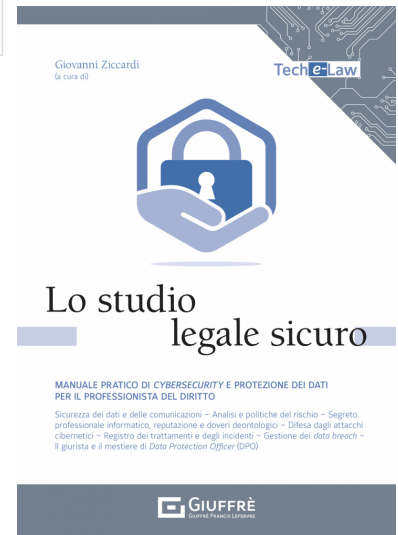 Giovanni Ziccardi
(a cura di)
Tech e-Law
Lo studio
legale sicuro
MANUALE PRATICO DI CYBERSECURITY E PROTEZIONE DEI DATI
PER IL PROFESSIONISTA DEL DIRITTO
Sicurezza dei dati e delle comunicazioni – Analisi e politiche del rischio – Segreto
professionale informatico, reputazione e doveri deontologici – Difesa dagli attacchi
cibernetici – Registro dei trattamenti e degli incidenti – Gestione dei data breach –
Il giurista e il mestiere di Data Protection Officer (DPO)
GIUFFRÈ
GIUFFRÈ FRANCIS LEFEBVRE